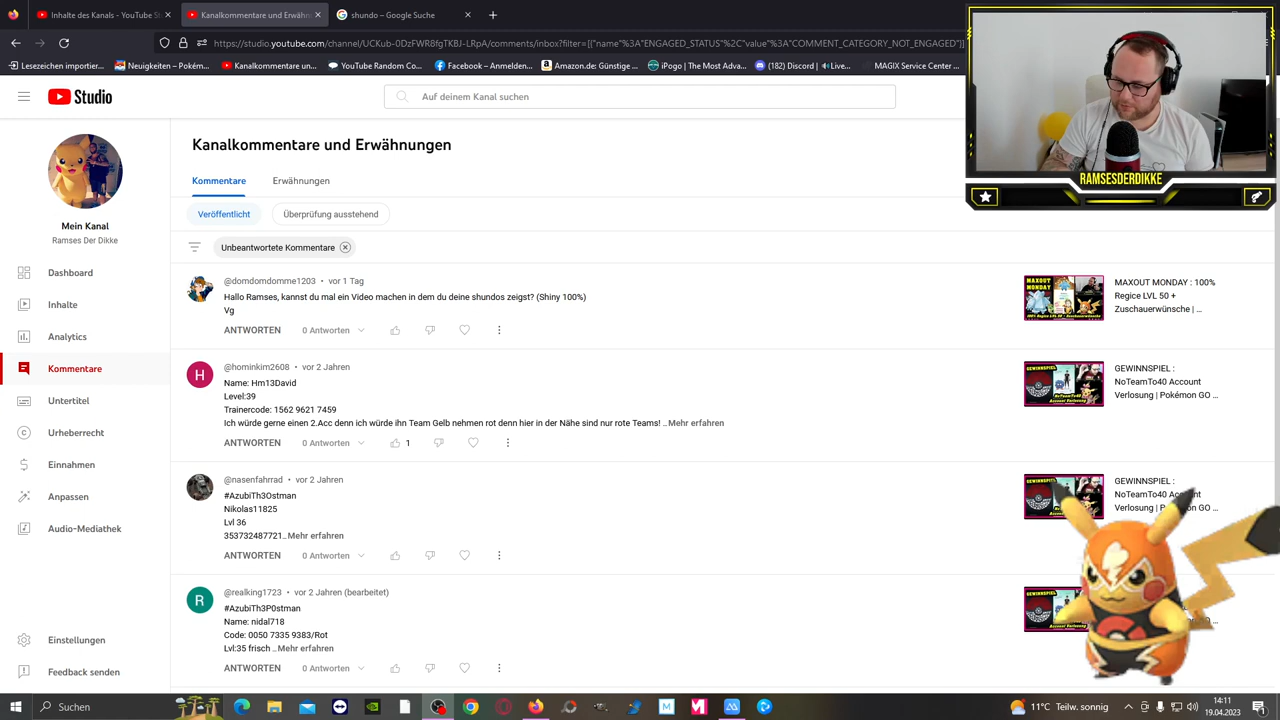 Inhalte des Kanals - YouTube S
Kanalkommentare und Erwähn
shundo – Google Suche
https://studio.youtube.com/channel/UCKub-0DzFWR8fgTKBJ-LRpA/comments/inbox?filter=[{"name"%3A"ENGAGED_STATUS"%2C"value"%3A"COMMENT_CATEGORY_NOT_ENGAGED"}]
Lesezeichen importier...
Neuigkeiten – Pokém...
Kanalkommentare un...
YouTube Random Co...
Facebook – Anmelden...
Amazon.de: Günstige ...
iPogo | The Most Adva...
(182) Discord | Live...
MAGIX Service Center ...
Studio
Auf deinem Kanal suchen
RAMSESDERDIKKE
Mein Kanal
Ramses Der Dikke
Dashboard
Inhalte
Analytics
Kommentare
Untertitel
Urheberrecht
Einnahmen
Anpassen
Audio-Mediathek
Einstellungen
Feedback senden
Kanalkommentare und Erwähnungen
Kommentare
Erwähnungen
Veröffentlicht
Überprüfung ausstehend
Unbeantwortete Kommentare
@domdomdomme1203 • vor 1 Tag
Hallo Ramses, kannst du mal ein Video machen in dem du deine shundos zeigst? (Shiny 100%)
Vg
ANTWORTEN 0 Antworten
MAXOUT MONDAY
MAXOUT MONDAY : 100%
Regice LVL 50 +
Zuschauerwünsche | ...
@hominkim2608 • vor 2 Jahren
Name: Hm13David
Level:39
Trainercode: 1562 9621 7459
Ich würde gerne einen 2.Acc denn ich würde ihn Team Gelb nehmen rot denn hier in der Nähe sind nur rote Teams! ...Mehr erfahren
ANTWORTEN 0 Antworten 1
GEWINNSPIEL
GEWINNSPIEL :
NoTeamTo40 Account
Verlosung | Pokémon GO ...
@nasenfahrrad • vor 2 Jahren
#AzubiTh3Ostman
Nikolas11825
Lvl 36
353732487721...Mehr erfahren
ANTWORTEN 0 Antworten
GEWINNSPIEL :
NoTeamTo40
Verlosung
@realking1723 • vor 2 Jahren (bearbeitet)
#AzubiTh3P0stman
Name: nidal718
Code: 0050 7335 9383/Rot
Lvl:35 frisch ...Mehr erfahren
ANTWORTEN 0 Antworten
Suchen
11°C Teilw. sonnig
14:11
19.04.2023